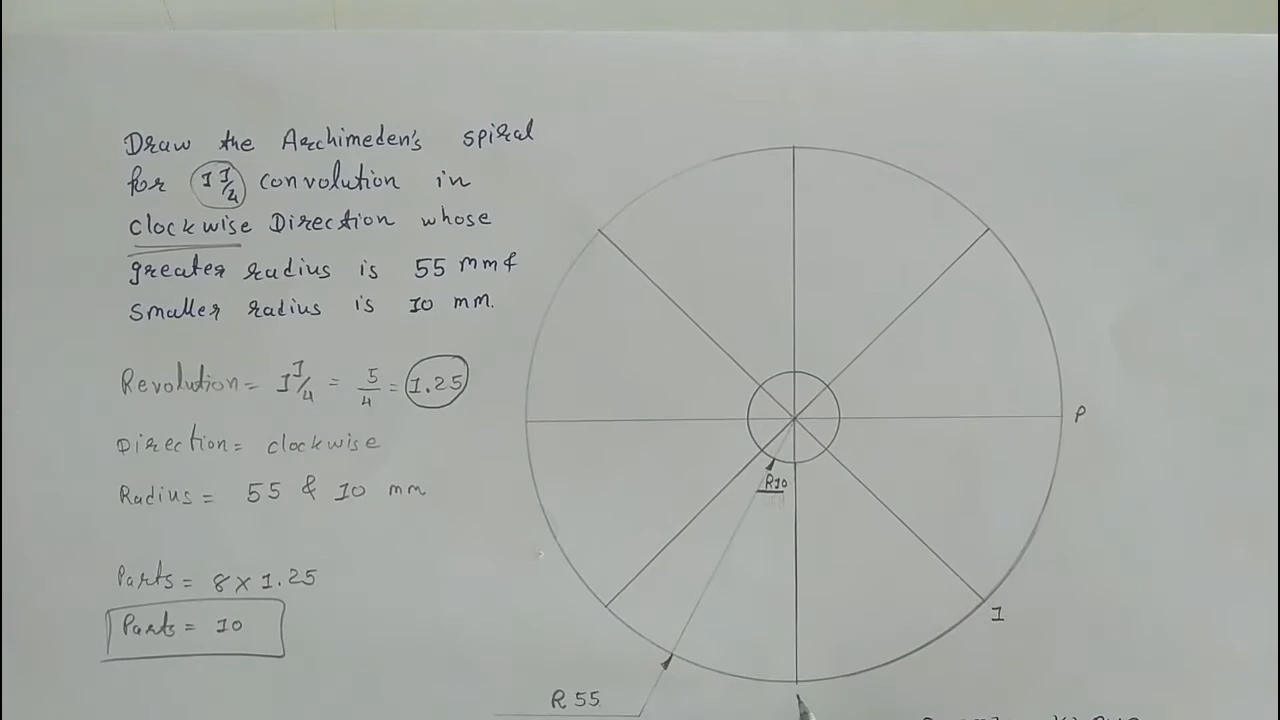 Draw the Archimeden's spiral
for 1 1/4 convolution in
clockwise Direction whose
greater radius is 55 mm &
smaller radius is 10 mm.
Revolution = 1 1/4 = 5/4 = 1.25
Direction = clockwise
Radius = 55 & 10 mm
Parts = 8 x 1.25
Parts = 10
P
R10
1
R 55